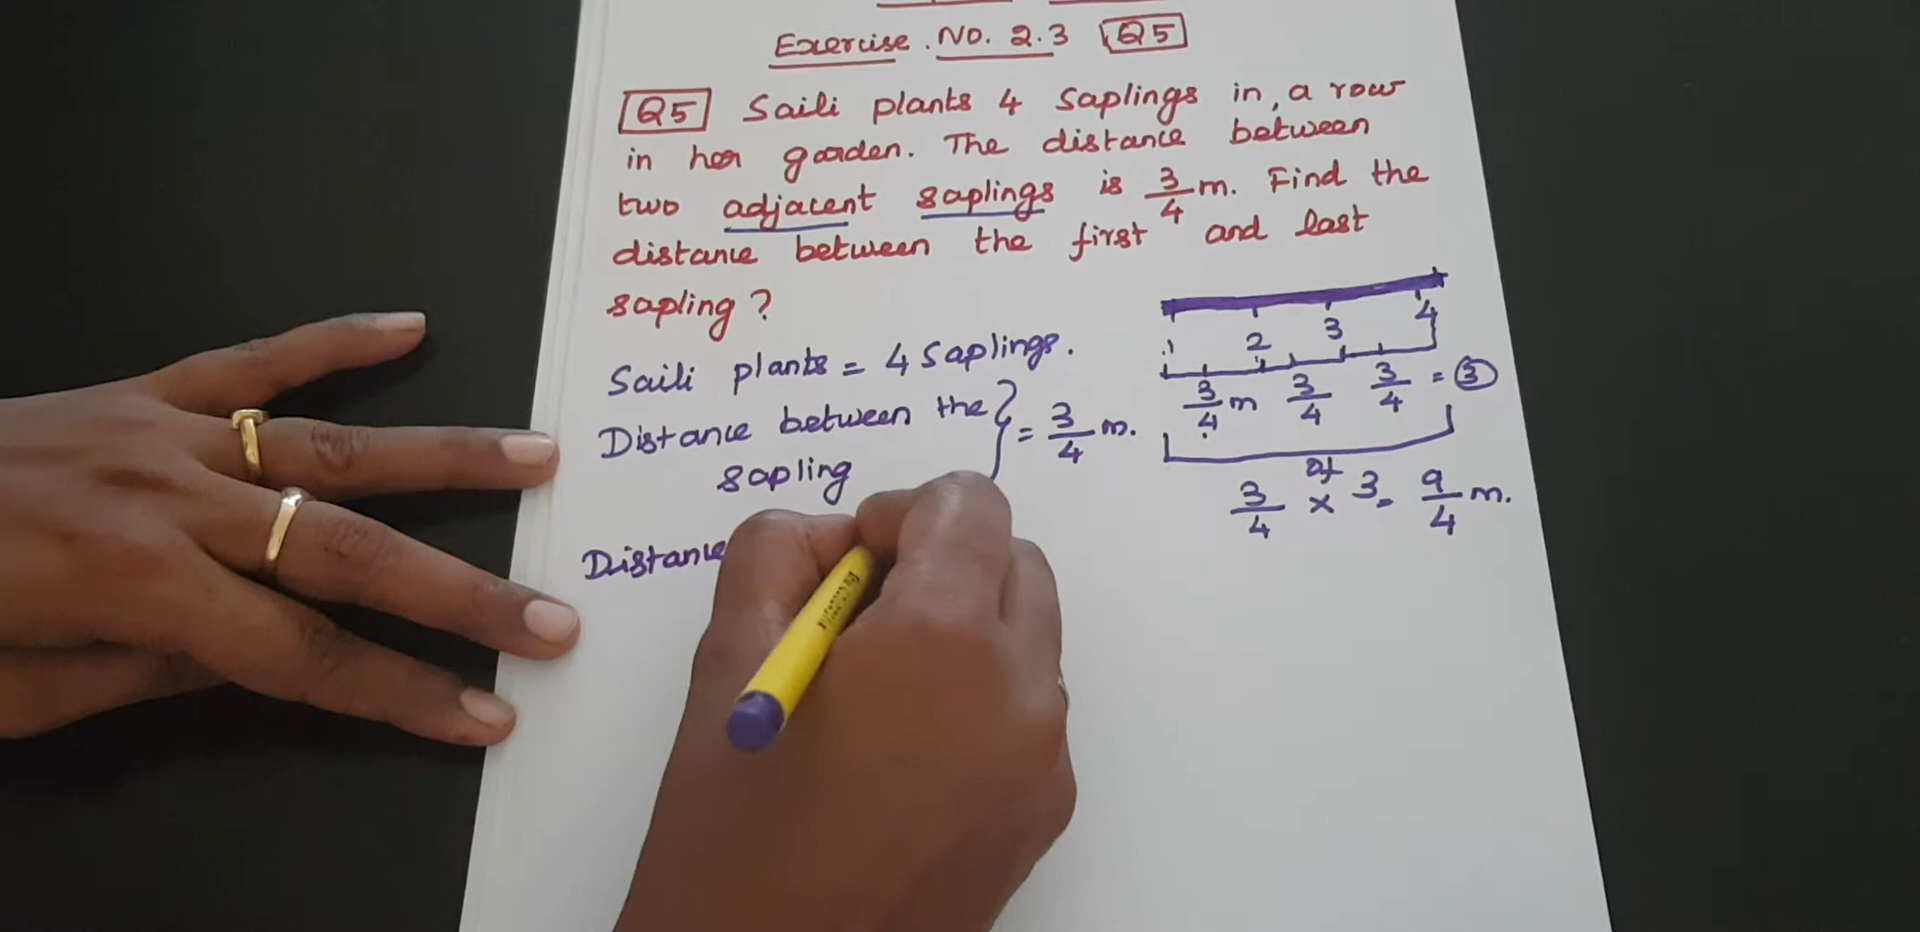 Exercise. No. 2.3 Q5
Q5 Saili plants 4 Saplings in, a row
in her garden. The distance between
two adjacent saplings is 3/4 m. Find the
distance between the first and last
sapling?
Saili plants = 4 Saplings.
Distance between the
sapling
} = 3/4 m.
Distance
1 2 3 4
3/4 m 3/4 3/4 = 3
of
3/4 x 3 = 9/4 m.